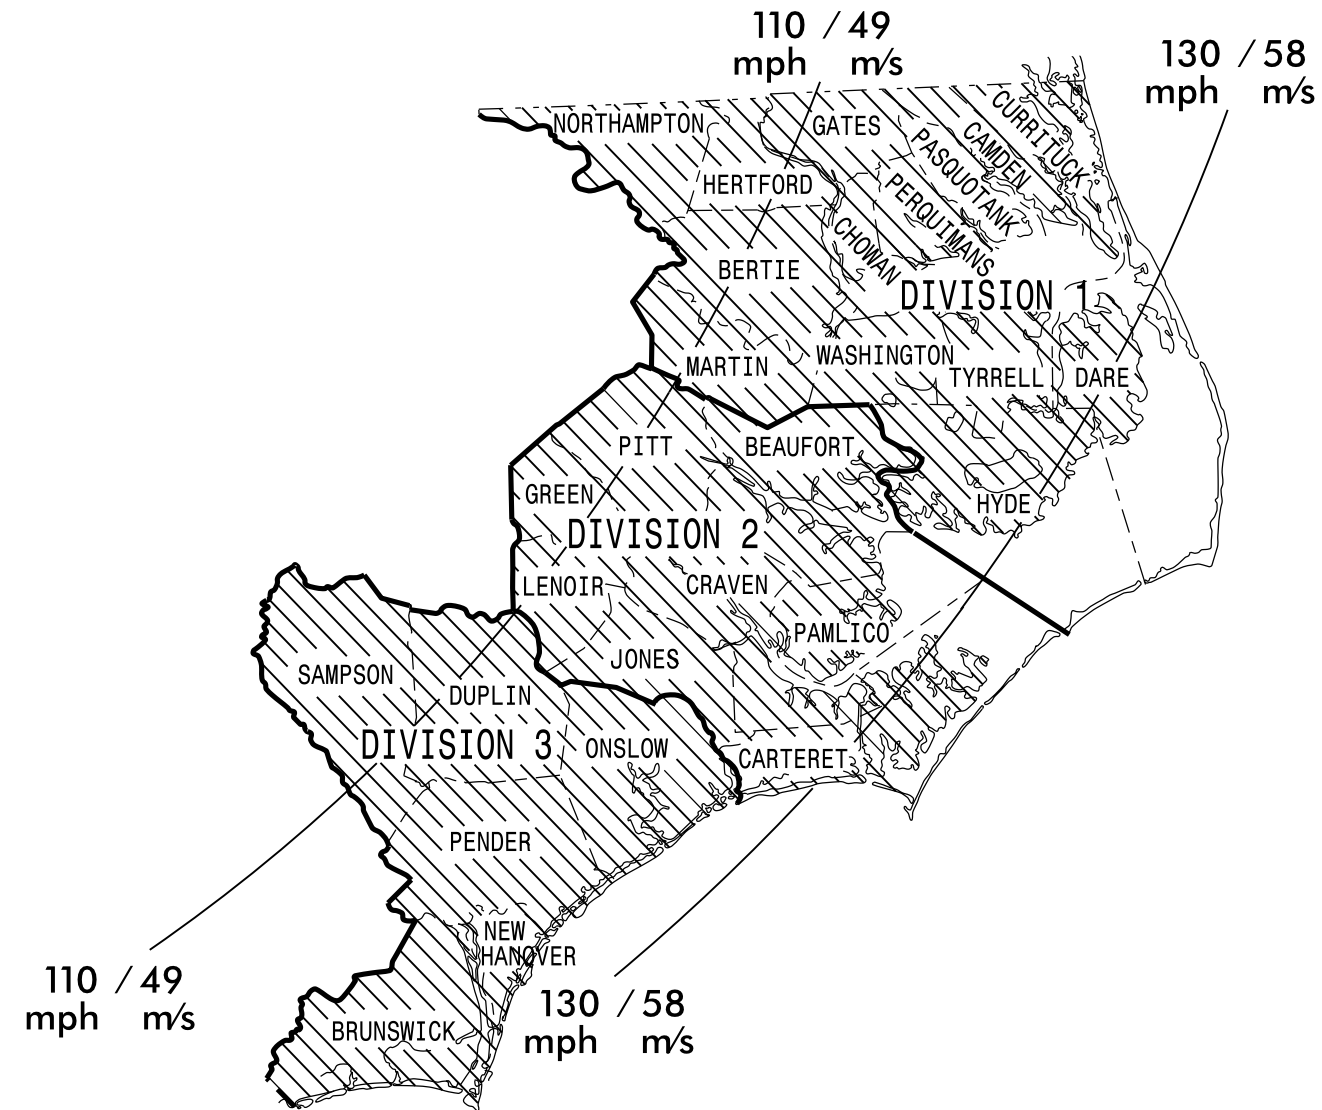 110 / 49
mph m/s
130 / 58
mph m/s
NORTHAMPTON
GATES
CURRITUCK
CAMDEN
PASQUOTANK
HERTFORD
PERQUIMANS
CHOWAN
BERTIE
DIVISION 1
MARTIN
WASHINGTON
TYRRELL
DARE
PITT
BEAUFORT
GREEN
HYDE
DIVISION 2
LENOIR
CRAVEN
PAMLICO
JONES
SAMPSON
DUPLIN
DIVISION 3
ONSLOW
CARTERET
PENDER
NEW
HANOVER
BRUNSWICK
110 / 49
mph m/s
130 / 58
mph m/s